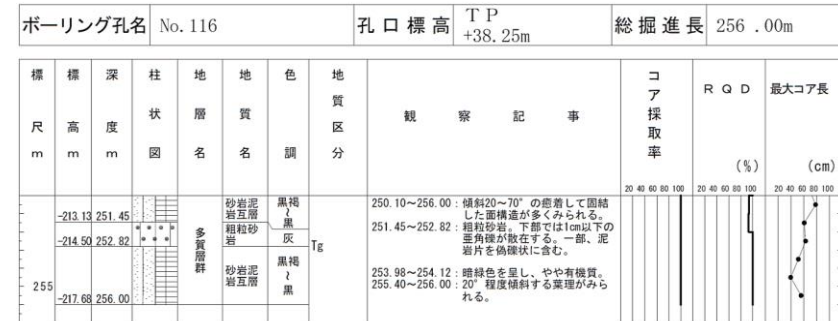 ボーリング孔名 No.116 孔口標高 TP +38.25m 総掘進長 256.00m
標尺m 標高m 深度m 柱状図 地層名 地質名 色調 地質区分 観察記事 コア採取率 RQD (%) 最大コア長 (cm)
20 40 60 80 100 20 40 60 80 100 20 40 60 80 100
-213.13 251.45 砂岩泥岩互層 黒褐~黒
-214.50 252.82 粗粒砂岩 灰
255 -217.68 256.00 砂岩泥岩互層 黒褐~黒
多賀層群
Tg
250.10~256.00:傾斜20~70°の癒着して固結
した面構造が多くみられる。
251.45~252.82:粗粒砂岩。下部では1cm以下の
亜角礫が散在する。一部、泥
岩片を偽礫状に含む。
253.98~254.12:暗緑色を呈し、やや有機質。
255.40~256.00:20°程度傾斜する葉理がみら
れる。